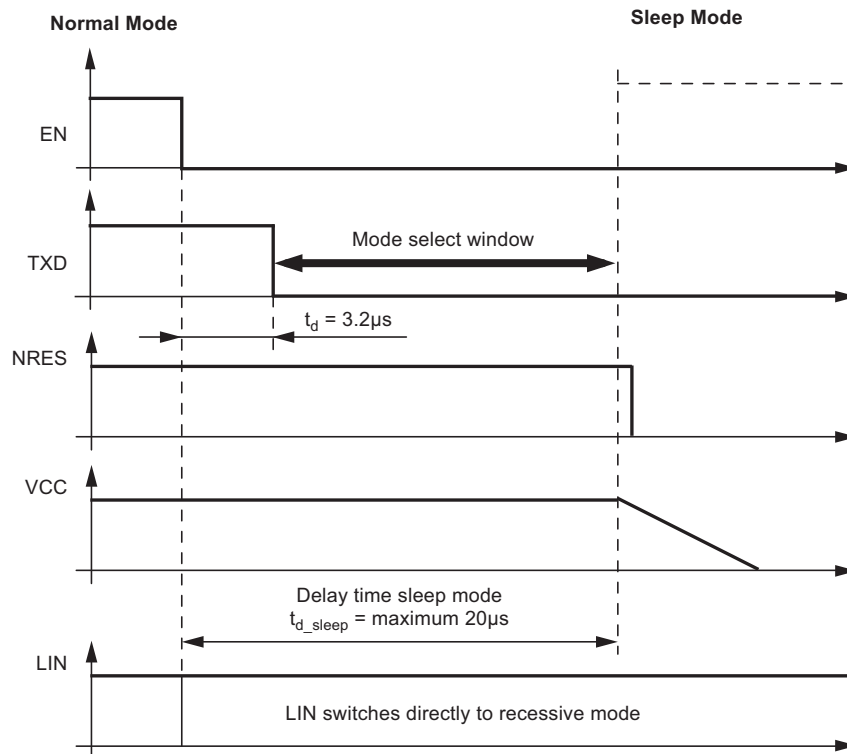 Normal Mode
Sleep Mode
EN
TXD
Mode select window
t_d = 3.2µs
NRES
VCC
Delay time sleep mode
t_d_sleep = maximum 20µs
LIN
LIN switches directly to recessive mode